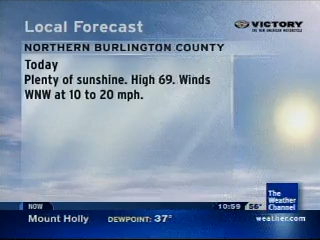 Local Forecast
VICTORY
THE NEW AMERICAN MOTORCYCLE
NORTHERN BURLINGTON COUNTY
Today
Plenty of sunshine. High 69. Winds
WNW at 10 to 20 mph.
The
Weather
Channel
NOW
10:59 56°
Mount Holly DEWPOINT: 37°
weather.com